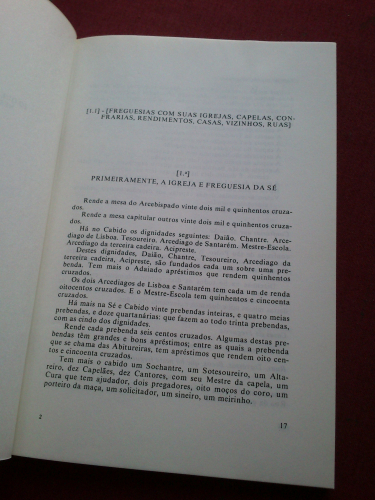 [1.1] - [FREGUESIAS COM SUAS IGREJAS, CAPELAS, CON-
FRARIAS, RENDIMENTOS, CASAS, VIZINHOS, RUAS]
[1.º]
PRIMEIRAMENTE, A IGREJA E FREGUESIA DA SÉ
Rende a mesa do Arcebispado vinte dois mil e quinhentos cruza-
dos.
Rende a mesa capitular outros vinte dois mil e quinhentos cruza-
dos.
Há no Cabido os dignidades seguintes: Daião, Chantre, Arce-
diago de Lisboa, Tesoureiro, Arcediago de Santarém, Mestre-Escola,
Arcediago da terceira cadeira, Acipreste.
Destes dignidades, Daião, Chantre, Tesoureiro, Arcediago da
terceira cadeira, Acipreste, são fundados cada um sobre uma pre-
benda. Tem mais o Adaiado apréstimos que rendem quinhentos
cruzados.
Os dois Arcediagos de Lisboa e Santarém tem cada um de renda
oitocentos cruzados. E o Mestre-Escola tem quinhentos e cincoenta
cruzados.
Há mais na Sé e Cabido vinte prebendas inteiras, e quatro meias
prebendas, e doze quartanárias: que fazem ao todo trinta prebendas,
com as cindo dos dignidades.
Rende cada prebenda seis centos cruzados. Algumas destas pre-
bendas têm grandes e bons apréstimos; entre as quais a prebenda
que se chama das Abitureiras, tem apréstimos que rendem oito cen-
tos e cincoenta cruzados.
Tem mais o cabido um Sochantre, um Sotesoureiro, um Alta-
reiro, dez Capelães, dez Cantores, com seu Mestre da capela, um
Cura que tem ajudador, dois pregadores, oito moços do coro, um
porteiro da maça, um solicitador, um sineiro, um meirinho.
2
17